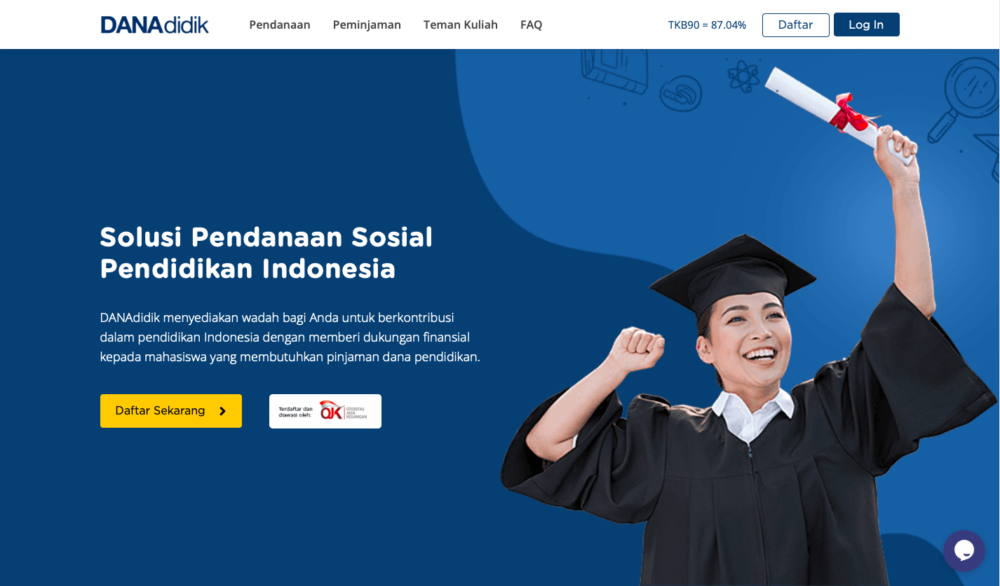 DANAdidik
Pendanaan
Peminjaman
Teman Kuliah
FAQ
TKB90 = 87.04%
Daftar
Log In
Solusi Pendanaan Sosial
Pendidikan Indonesia
DANAdidik menyediakan wadah bagi Anda untuk berkontribusi
dalam pendidikan Indonesia dengan memberi dukungan finansial
kepada mahasiswa yang membutuhkan pinjaman dana pendidikan.
Daftar Sekarang
Terdaftar dan
diawasi oleh:
OJK
OTORITAS
JASA
KEUANGAN